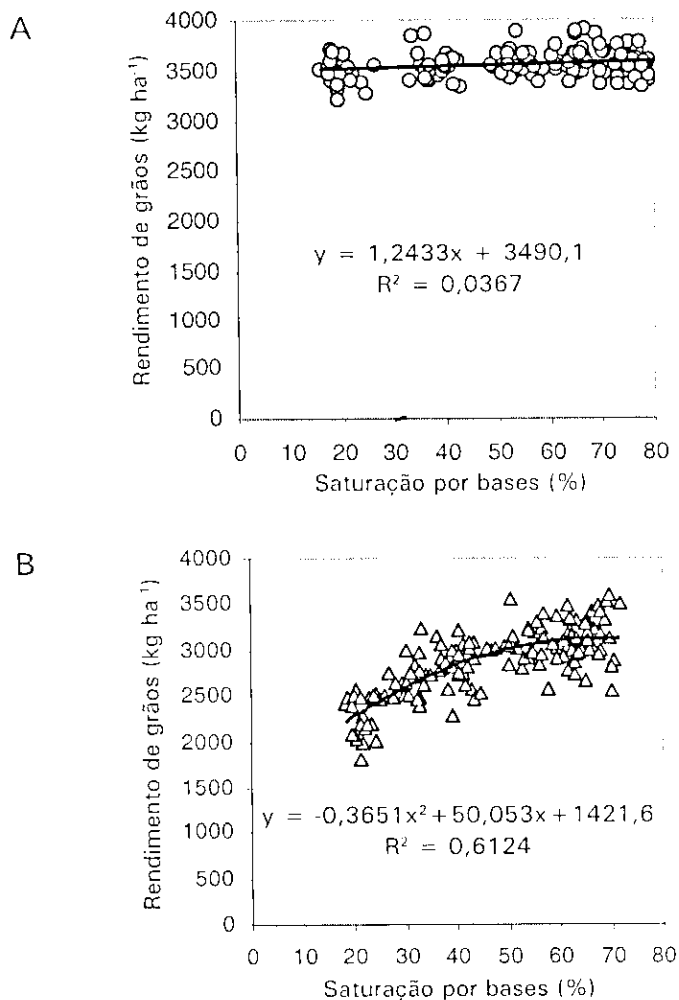 A
Rendimento de grãos (kg ha⁻¹)
4000
3500
3000
2500
2000
1500
1000
500
0
y = 1,2433x + 3490,1
R² = 0,0367
0 10 20 30 40 50 60 70 80
Saturação por bases (%)
B
Rendimento de grãos (kg ha⁻¹)
4000
3500
3000
2500
2000
1500
1000
500
0
y = -0,3651x² + 50,053x + 1421,6
R² = 0,6124
0 10 20 30 40 50 60 70 80
Saturação por bases (%)